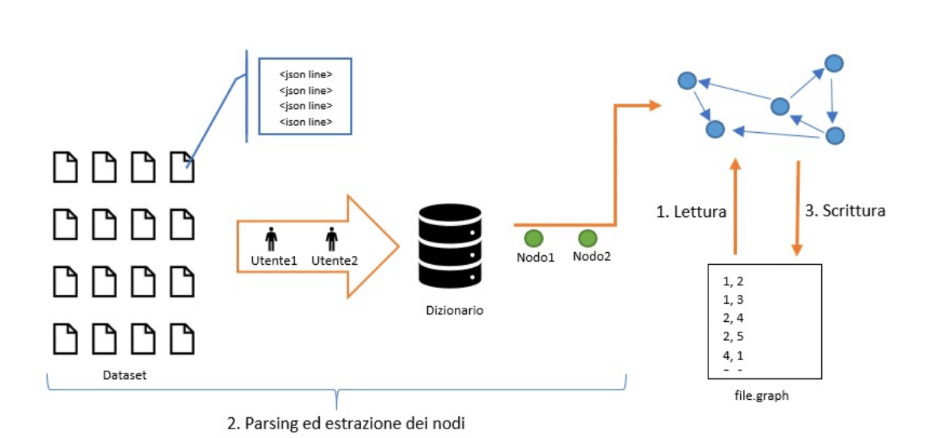 <json line>
<json line>
<json line>
<json line>
Utente1
Utente2
Dizionario
Nodo1
Nodo2
1. Lettura
3. Scrittura
1, 2
1, 3
2, 4
2, 5
4, 1
file.graph
Dataset
2. Parsing ed estrazione dei nodi